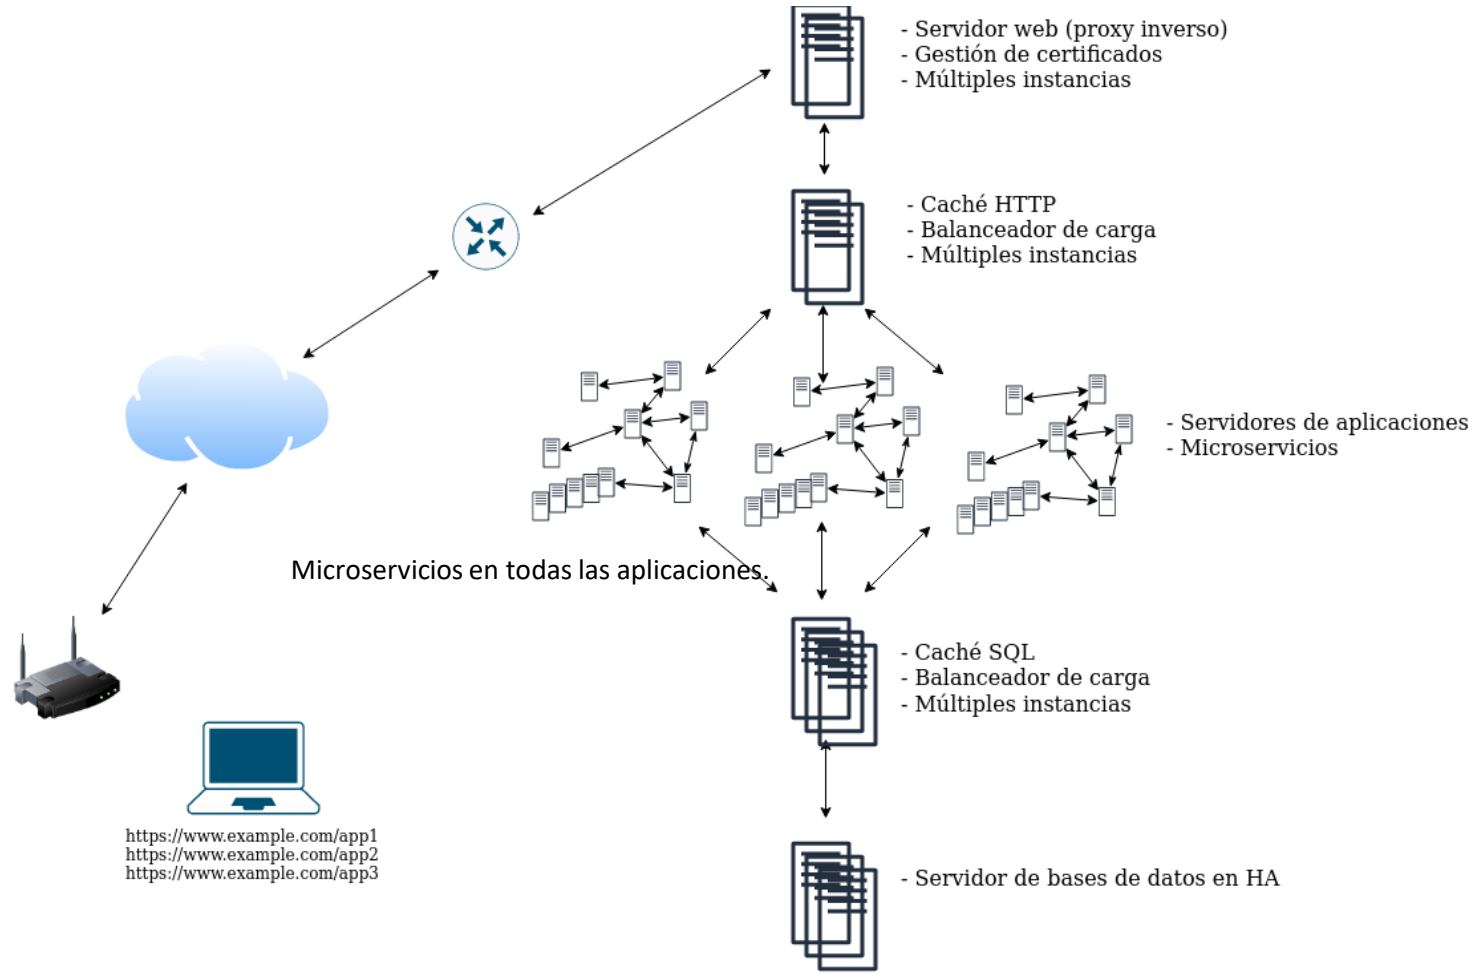 - Servidor web (proxy inverso)
- Gestión de certificados
- Múltiples instancias
- Caché HTTP
- Balanceador de carga
- Múltiples instancias
- Servidores de aplicaciones
- Microservicios
Microservicios en todas las aplicaciones.
- Caché SQL
- Balanceador de carga
- Múltiples instancias
https://www.example.com/app1
https://www.example.com/app2
https://www.example.com/app3
- Servidor de bases de datos en HA